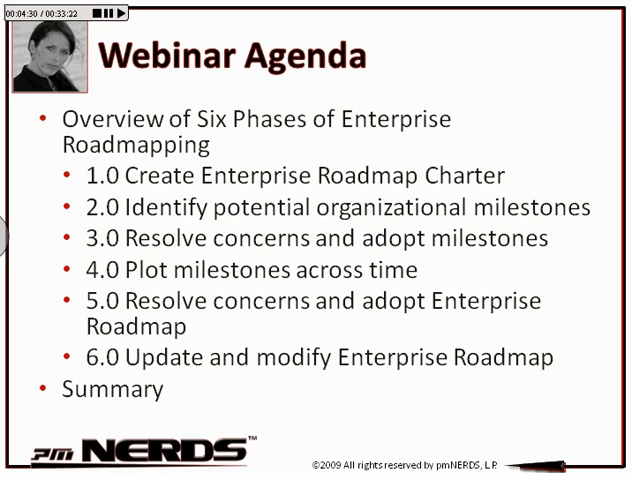 00:04:30 / 00:33:22
Webinar Agenda
• Overview of Six Phases of Enterprise
Roadmapping
• 1.0 Create Enterprise Roadmap Charter
• 2.0 Identify potential organizational milestones
• 3.0 Resolve concerns and adopt milestones
• 4.0 Plot milestones across time
• 5.0 Resolve concerns and adopt Enterprise
Roadmap
• 6.0 Update and modify Enterprise Roadmap
• Summary
pm NERDS™
©2009 All rights reserved by pmNERDS, L.P.